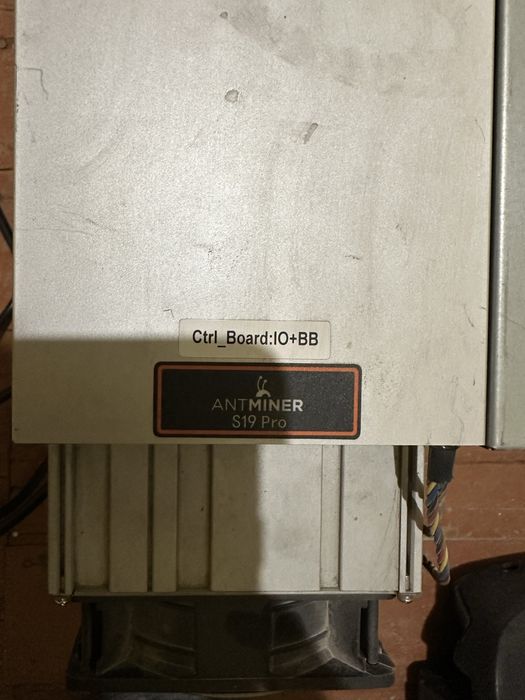 Ctrl_Board:IO+BB
ANTMINER
S19 Pro